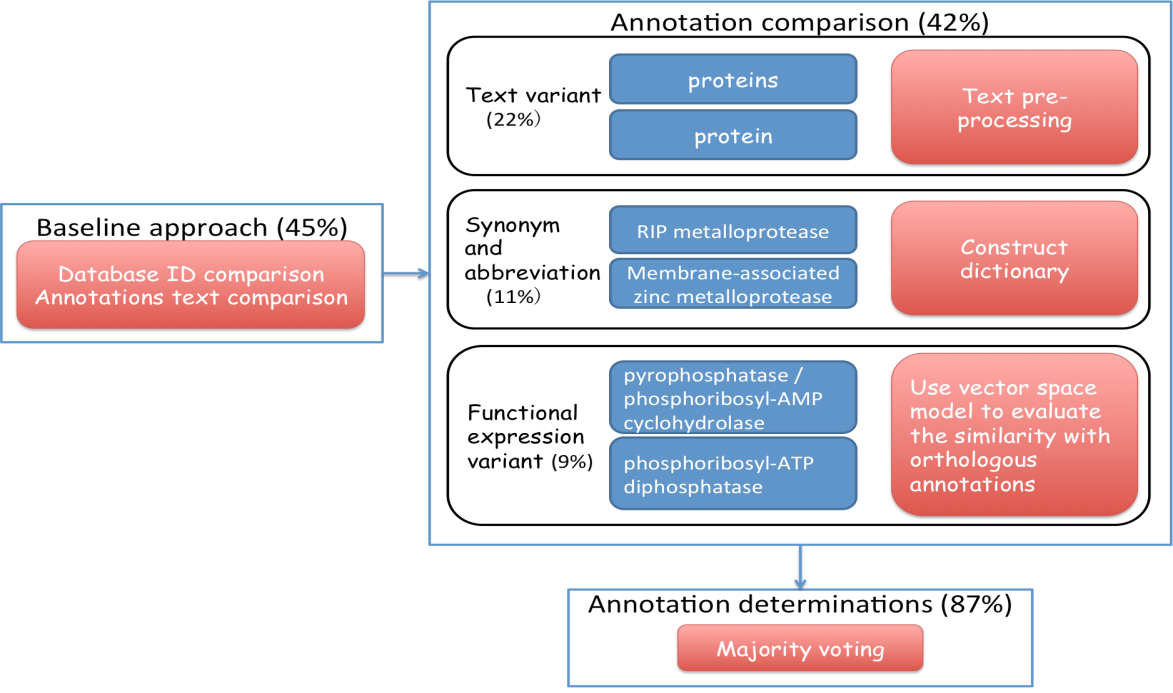 Annotation comparison (42%)
Text variant
(22%)
proteins
protein
Text pre-
processing
Baseline approach (45%)
Database ID comparison
Annotations text comparison
Synonym
and
abbreviation
(11%)
RIP metalloprotease
Membrane-associated
zinc metalloprotease
Construct
dictionary
Functional
expression
variant (9%)
pyrophosphatase /
phosphoribosyl-AMP
cyclohydrolase
phosphoribosyl-ATP
diphosphatase
Use vector space
model to evaluate
the similarity with
orthologous
annotations
Annotation determinations (87%)
Majority voting